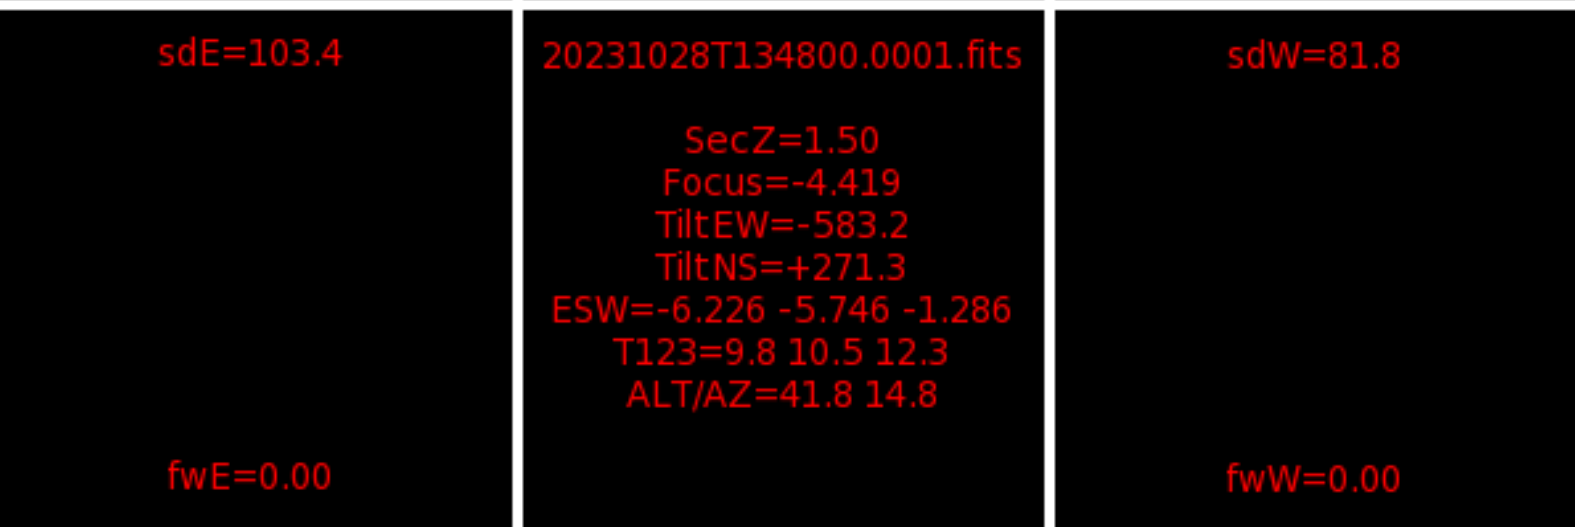 sdE=103.4
fwE=0.00
20231028T134800.0001.fits
SecZ=1.50
Focus=-4.419
TiltEW=-583.2
TiltNS=+271.3
ESW=-6.226 -5.746 -1.286
T123=9.8 10.5 12.3
ALT/AZ=41.8 14.8
sdW=81.8
fwW=0.00